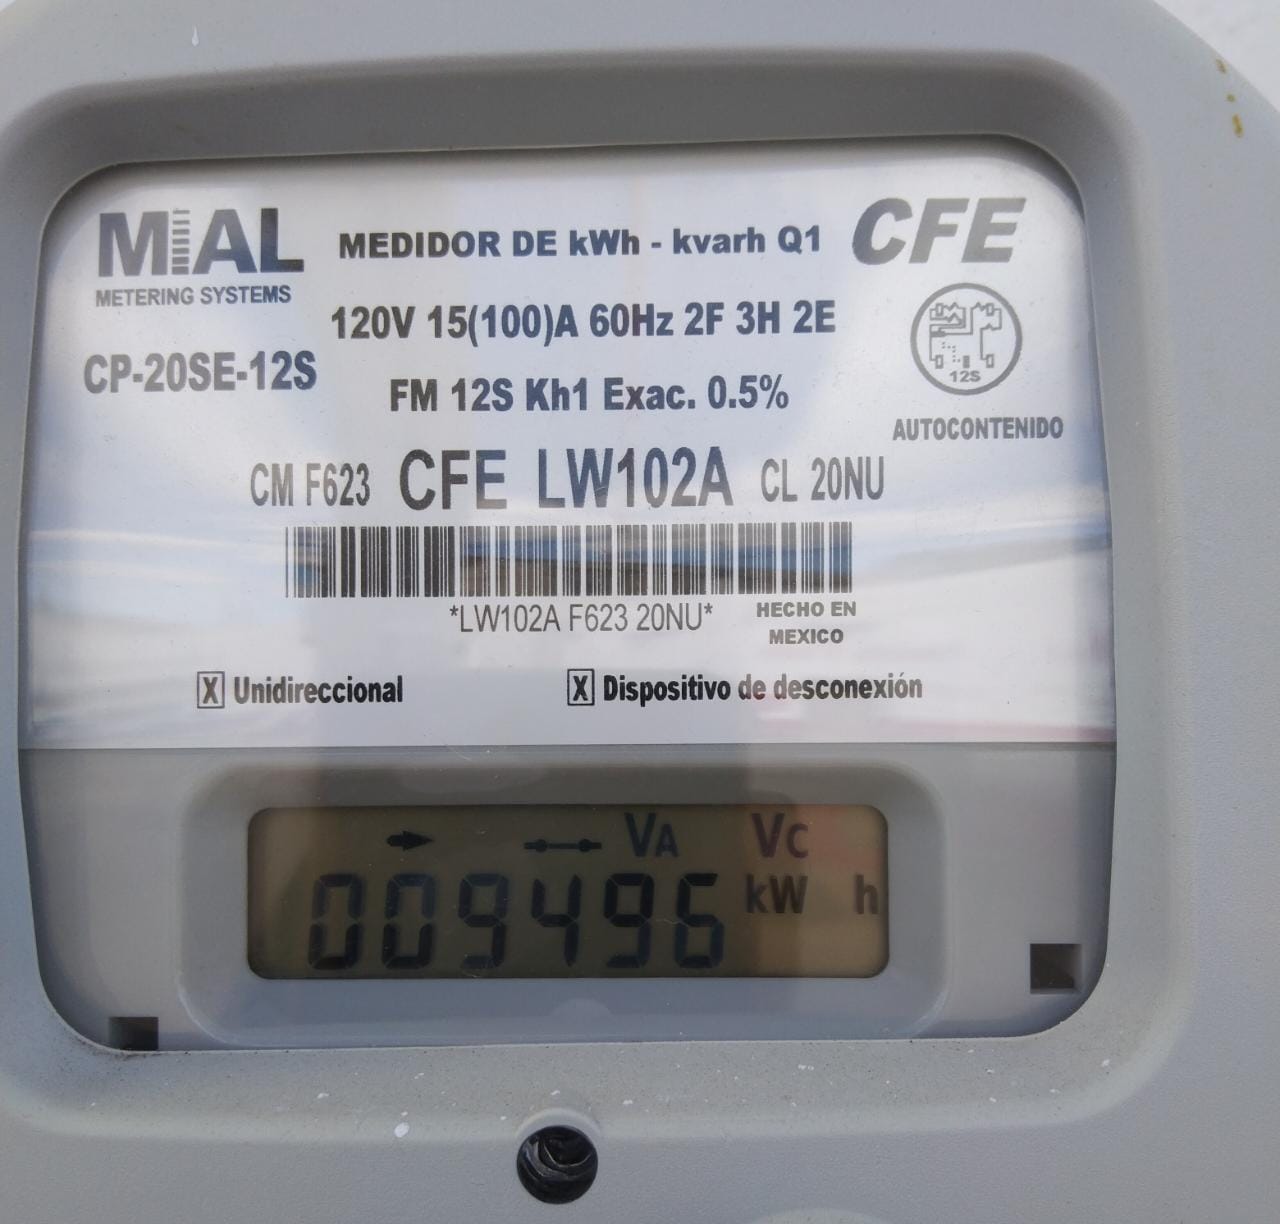 MIAL
METERING SYSTEMS
MEDIDOR DE kWh - kvarh Q1
CFE
120V 15(100)A 60Hz 2F 3H 2E
CP-20SE-12S
FM 12S Kh1 Exac. 0.5%
12S
AUTOCONTENIDO
CM F623 CFE LW102A CL 20NU
*LW102A F623 20NU*
HECHO EN
MEXICO
X Unidireccional
X Dispositivo de desconexión
VA VC
009496 kW h